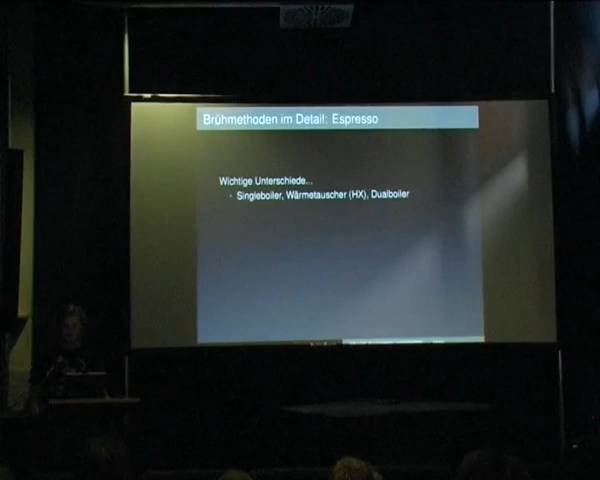 Brühmethoden im Detail: Espresso
Wichtige Unterschiede...
· Singleboiler, Wärmetauscher (HX), Dualboiler